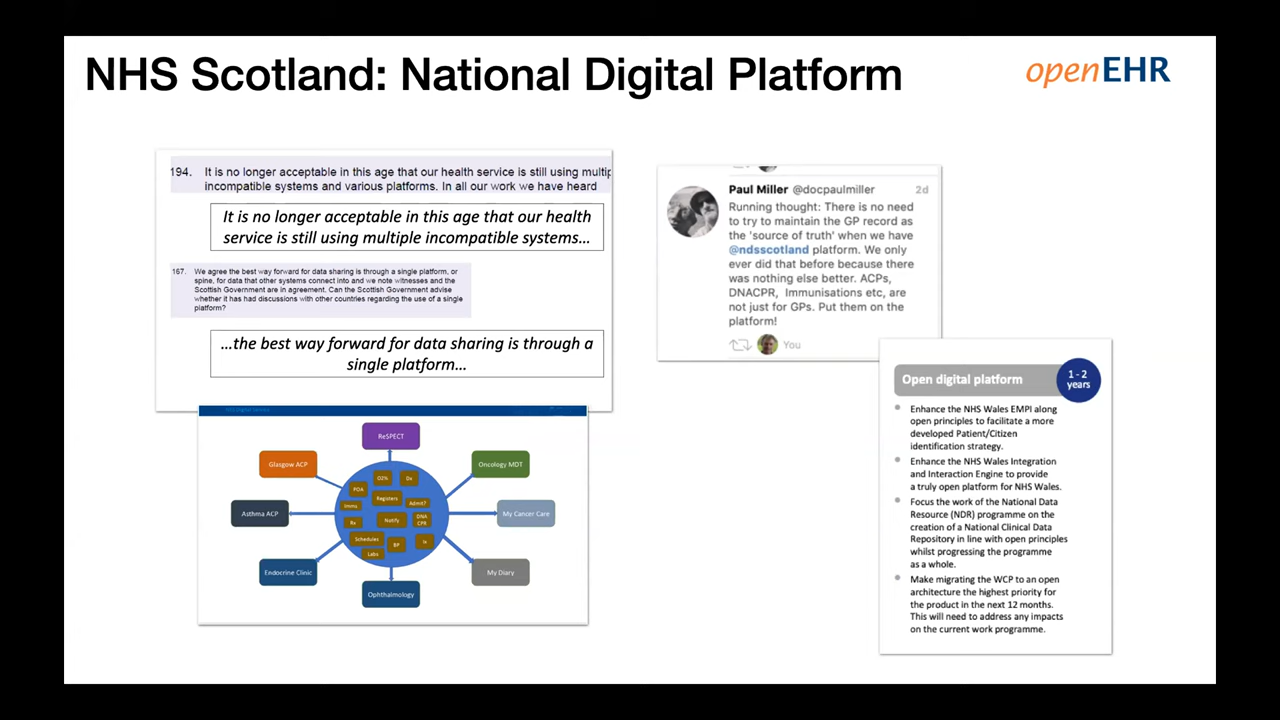 NHS Scotland: National Digital Platform
openEHR
194. It is no longer acceptable in this age that our health service is still using multip
incompatible systems and various platforms. In all our work we have heard
It is no longer acceptable in this age that our health
service is still using multiple incompatible systems...
167. We agree the best way forward for data sharing is through a single platform, or
spine, for data that other systems connect into and we note witnesses and the
Scottish Government are in agreement. Can the Scottish Government advise
whether it has had discussions with other countries regarding the use of a single
platform?
...the best way forward for data sharing is through a
single platform...
NHS Digital Service
ReSPECT
Glasgow ACP
Oncology MDT
Asthma ACP
My Cancer Care
Endocrine Clinic
My Diary
Ophthalmology
O2%
Dx
POA
Registers
Immu
Admit?
Rx
Notify
DNA
CPR
Schedules
BP
Ix
Labs
Paul Miller @docpaulmiller 2d
Running thought: There is no need
to try to maintain the GP record as
the 'source of truth' when we have
@ndsscotland platform. We only
ever did that before because there
was nothing else better. ACPs,
DNACPR, Immunisations etc, are
not just for GPs. Put them on the
platform!
You
Open digital platform
1 - 2
years
• Enhance the NHS Wales EMPI along
open principles to facilitate a more
developed Patient/Citizen
identification strategy.
• Enhance the NHS Wales Integration
and Interaction Engine to provide
a truly open platform for NHS Wales.
• Focus the work of the National Data
Resource (NDR) programme on the
creation of a National Clinical Data
Repository in line with open principles
whilst progressing the programme
as a whole.
• Make migrating the WCP to an open
architecture the highest priority for
the product in the next 12 months.
This will need to address any impacts
on the current work programme.